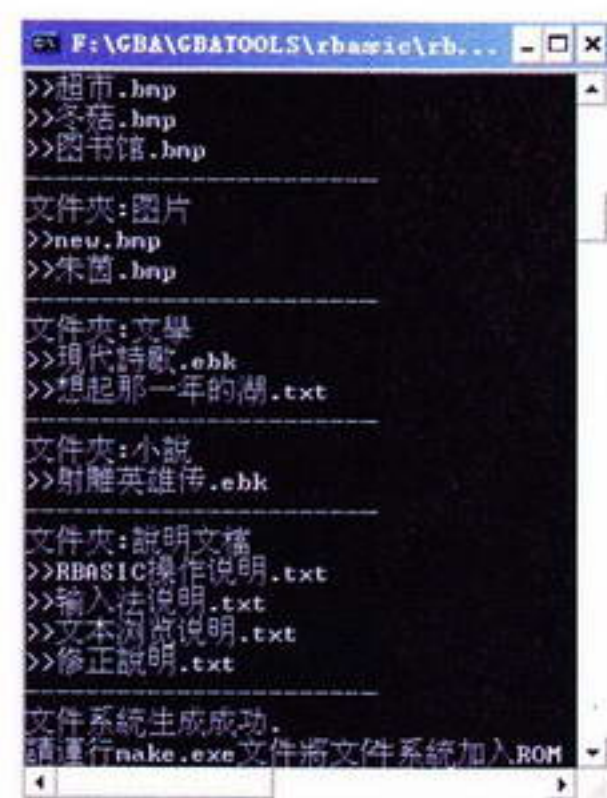 F:\GBA\GBATOOLS\rbasic\rb...
>>超市.bmp
>>冬菇.bmp
>>图书馆.bmp
------------------------
文件夾:图片
>>new.bmp
>>朱茵.bmp
------------------------
文件夾:文學
>>現代詩歌.ebk
>>想起那一年的湖.txt
------------------------
文件夾:小說
>>射雕英雄传.ebk
------------------------
文件夾:說明文檔
>>RBASIC操作说明.txt
>>输入法说明.txt
>>文本浏览说明.txt
>>修正說明.txt
------------------------
文件系統生成成功.
請運行make.exe文件將文件系統加入ROM